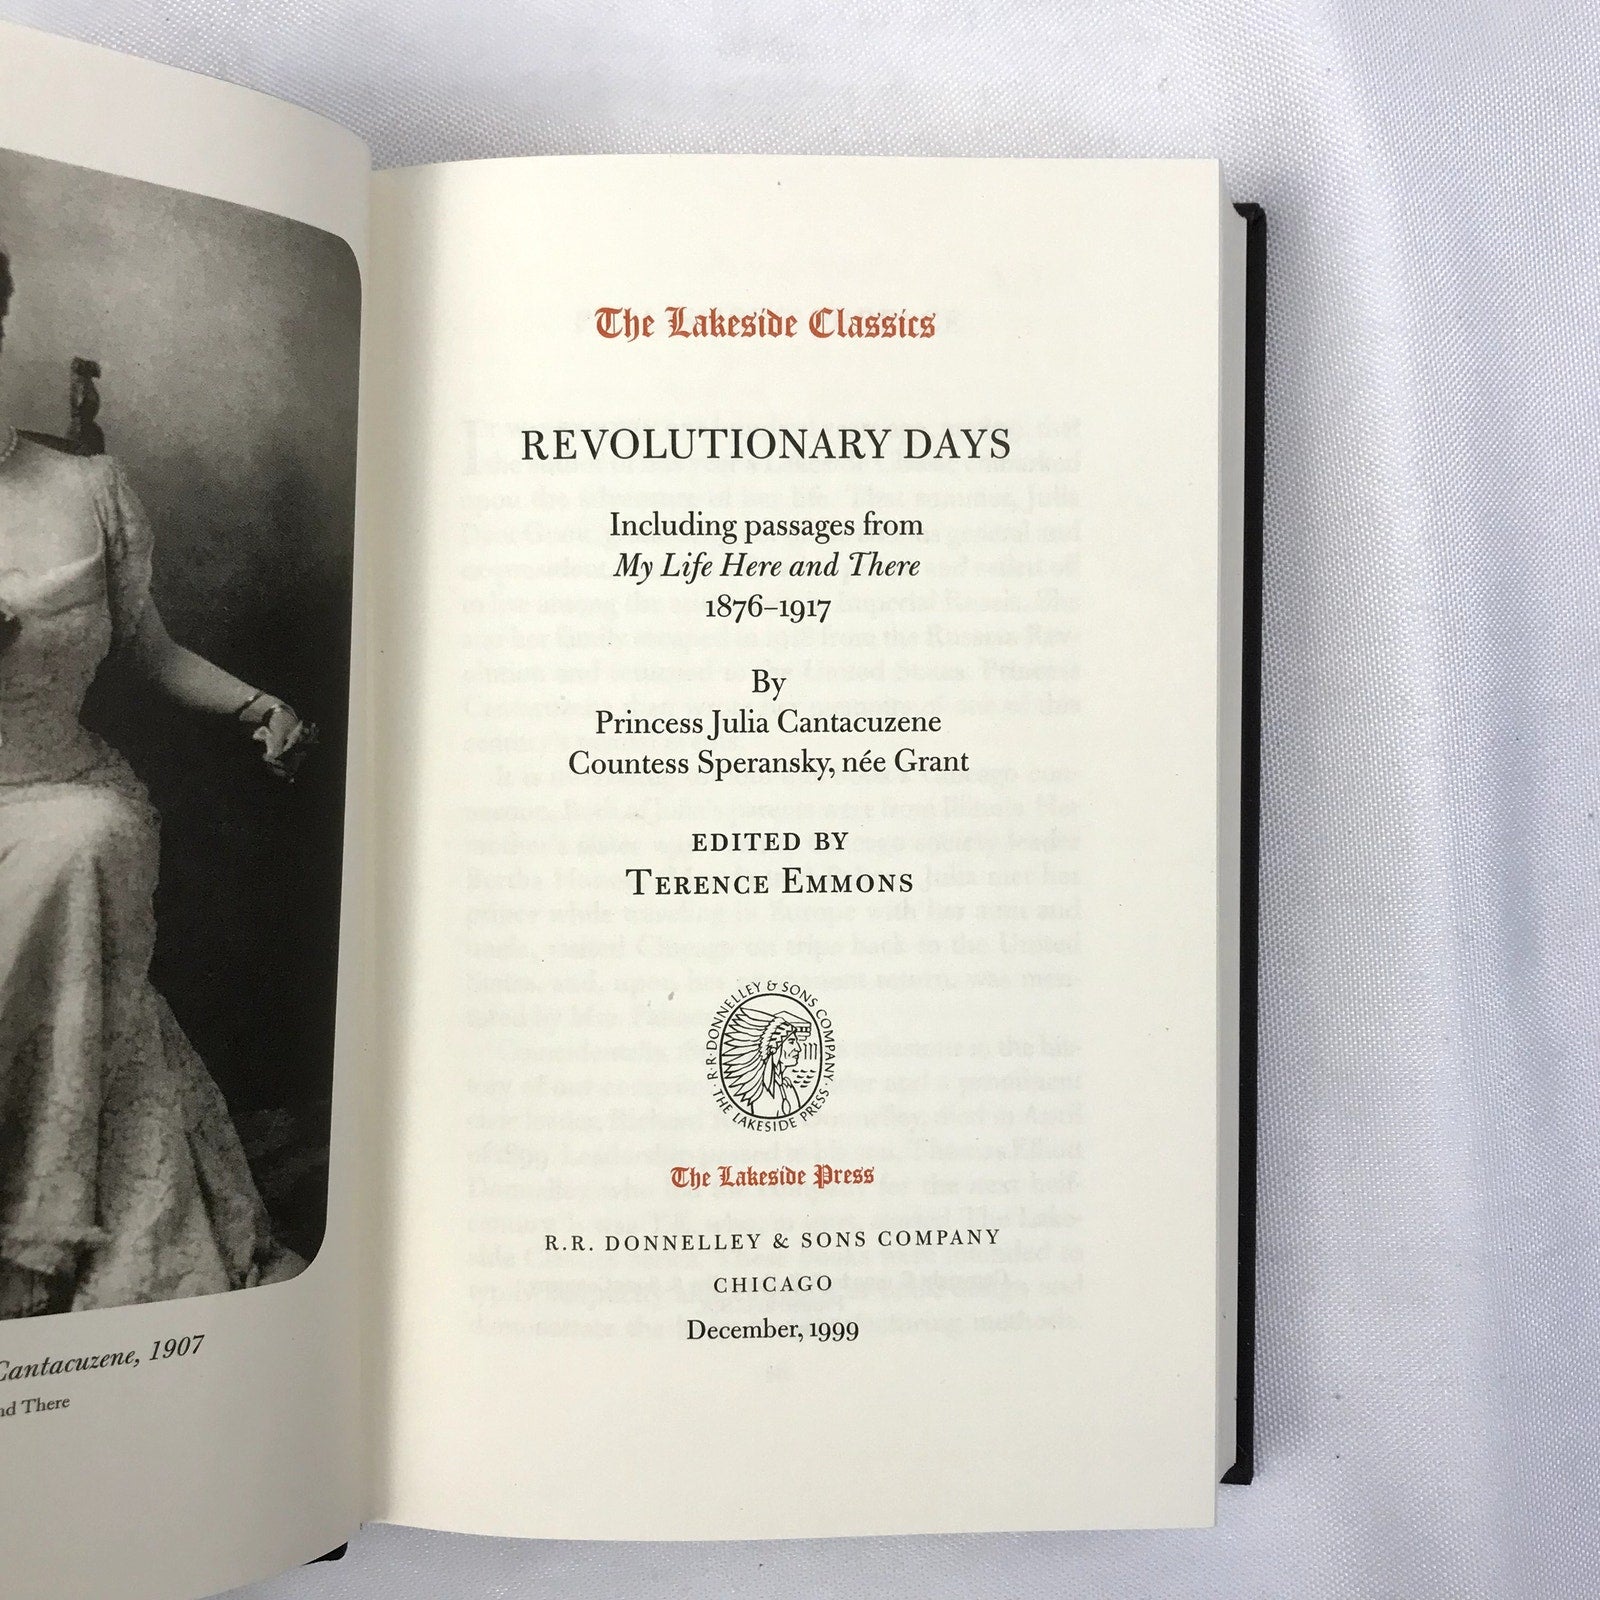 Cantacuzene, 1907
nd There
The Lakeside Classics
REVOLUTIONARY DAYS
Including passages from
My Life Here and There
1876–1917
By
Princess Julia Cantacuzene
Countess Speransky, née Grant
EDITED BY
TERENCE EMMONS
R·R·DONNELLEY & SONS COMPANY·
THE LAKESIDE PRESS·
The Lakeside Press
R.R. DONNELLEY & SONS COMPANY
CHICAGO
December, 1999